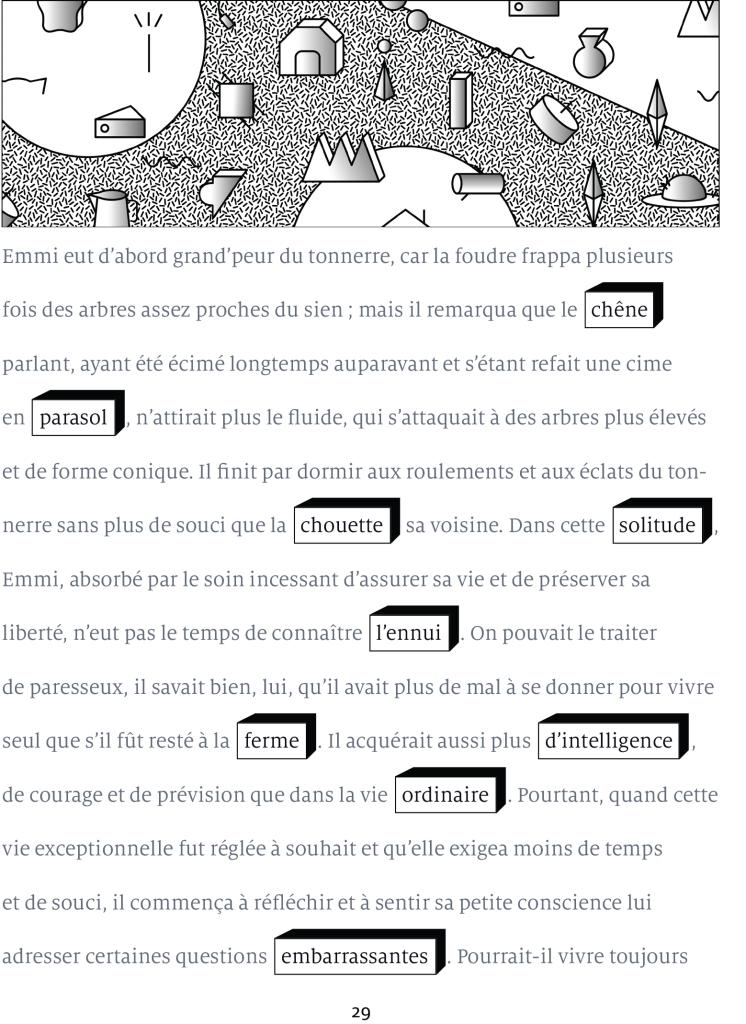 Emmi eut d’abord grand’peur du tonnerre, car la foudre frappa plusieurs
fois des arbres assez proches du sien ; mais il remarqua que le chêne
parlant, ayant été écimé longtemps auparavant et s’étant refait une cime
en parasol, n’attirait plus le fluide, qui s’attaquait à des arbres plus élevés
et de forme conique. Il finit par dormir aux roulements et aux éclats du ton-
nerre sans plus de souci que la chouette sa voisine. Dans cette solitude,
Emmi, absorbé par le soin incessant d’assurer sa vie et de préserver sa
liberté, n’eut pas le temps de connaître l’ennui. On pouvait le traiter
de paresseux, il savait bien, lui, qu’il avait plus de mal à se donner pour vivre
seul que s’il fût resté à la ferme. Il acquérait aussi plus d’intelligence,
de courage et de prévision que dans la vie ordinaire. Pourtant, quand cette
vie exceptionnelle fut réglée à souhait et qu’elle exigea moins de temps
et de souci, il commença à réfléchir et à sentir sa petite conscience lui
adresser certaines questions embarrassantes. Pourrait-il vivre toujours
29